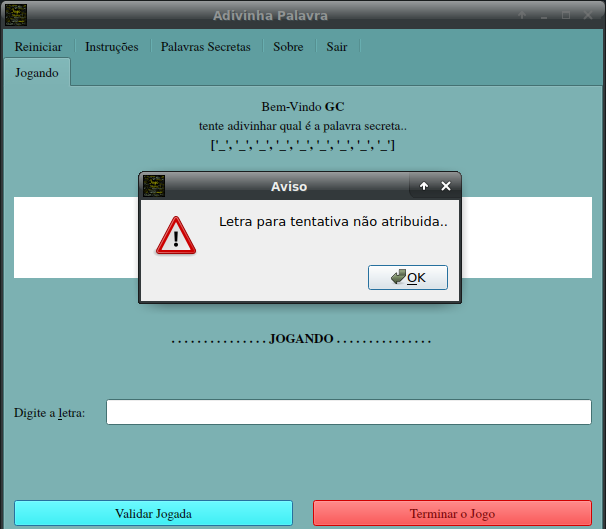 Adivinha Palavra
Reiniciar Instruções Palavras Secretas Sobre Sair
Jogando
Bem-Vindo GC
tente adivinhar qual é a palavra secreta..
['_', '_', '_', '_', '_', '_', '_', '_', '_']
Aviso
Letra para tentativa não atribuida..
OK
. . . . . . . . . . . . . . . JOGANDO . . . . . . . . . . . . . . .
Digite a letra:
Validar Jogada Terminar o Jogo